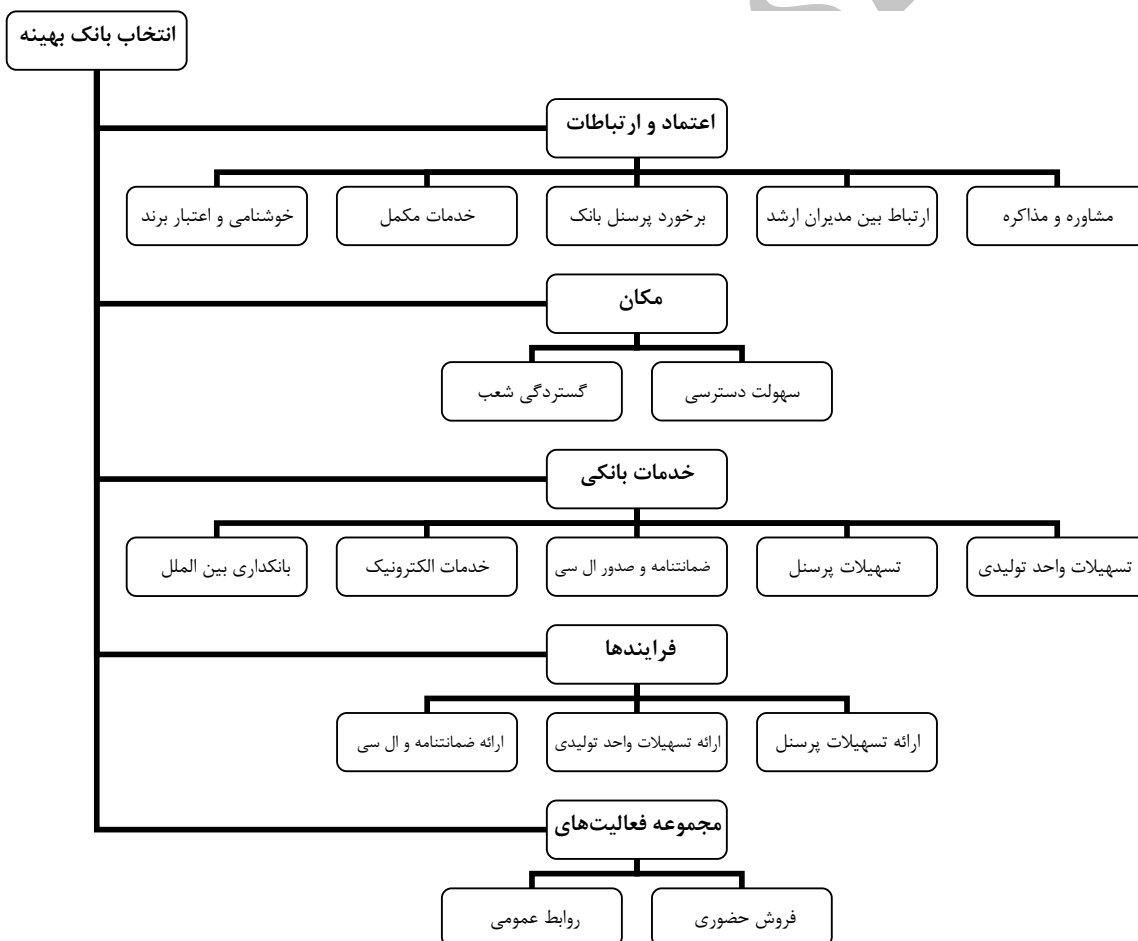 انتخاب بانک بهینه
اعتماد و ارتباطات
مشاوره و مذاکره
ارتباط بین مدیران ارشد
برخورد پرسنل بانک
خدمات مکمل
خوشنامی و اعتبار برند
مکان
سهولت دسترسی
گستردگی شعب
خدمات بانکی
تسهیلات واحد تولیدی
تسهیلات پرسنل
ضمانتنامه و صدور ال سی
خدمات الکترونیک
بانکداری بین الملل
فرایندها
ارائه تسهیلات پرسنل
ارائه تسهیلات واحد تولیدی
ارائه ضمانتنامه و ال سی
مجموعه فعالیت‌های
فروش حضوری
روابط عمومی